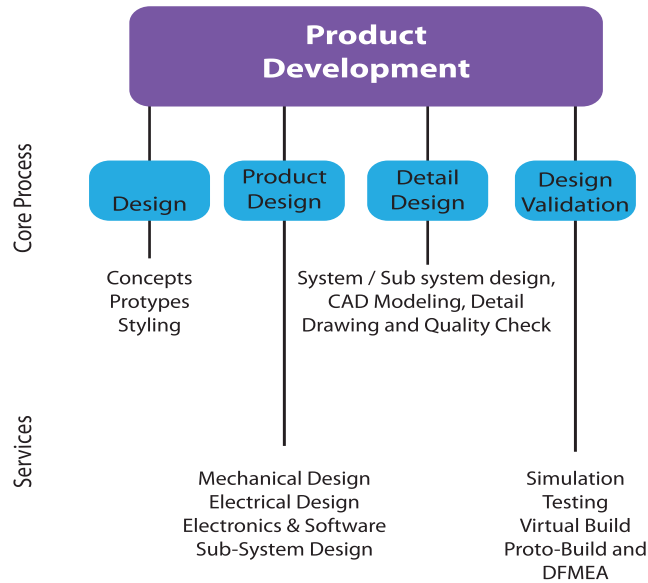 Product
Development
Core Process
Design
Product
Design
Detail
Design
Design
Validation
Concepts
Protypes
Styling
System / Sub system design,
CAD Modeling, Detail
Drawing and Quality Check
Services
Mechanical Design
Electrical Design
Electronics & Software
Sub-System Design
Simulation
Testing
Virtual Build
Proto-Build and
DFMEA